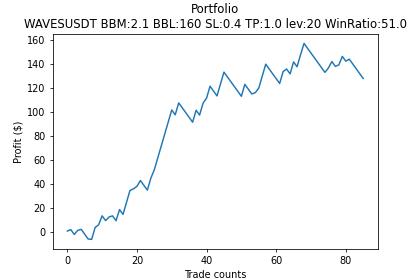 Portfolio
WAVESUSDT BBM:2.1 BBL:160 SL:0.4 TP:1.0 lev:20 WinRatio:51.0
160
140
120
100
80
60
40
20
0
Profit ($)
0 20 40 60 80
Trade counts